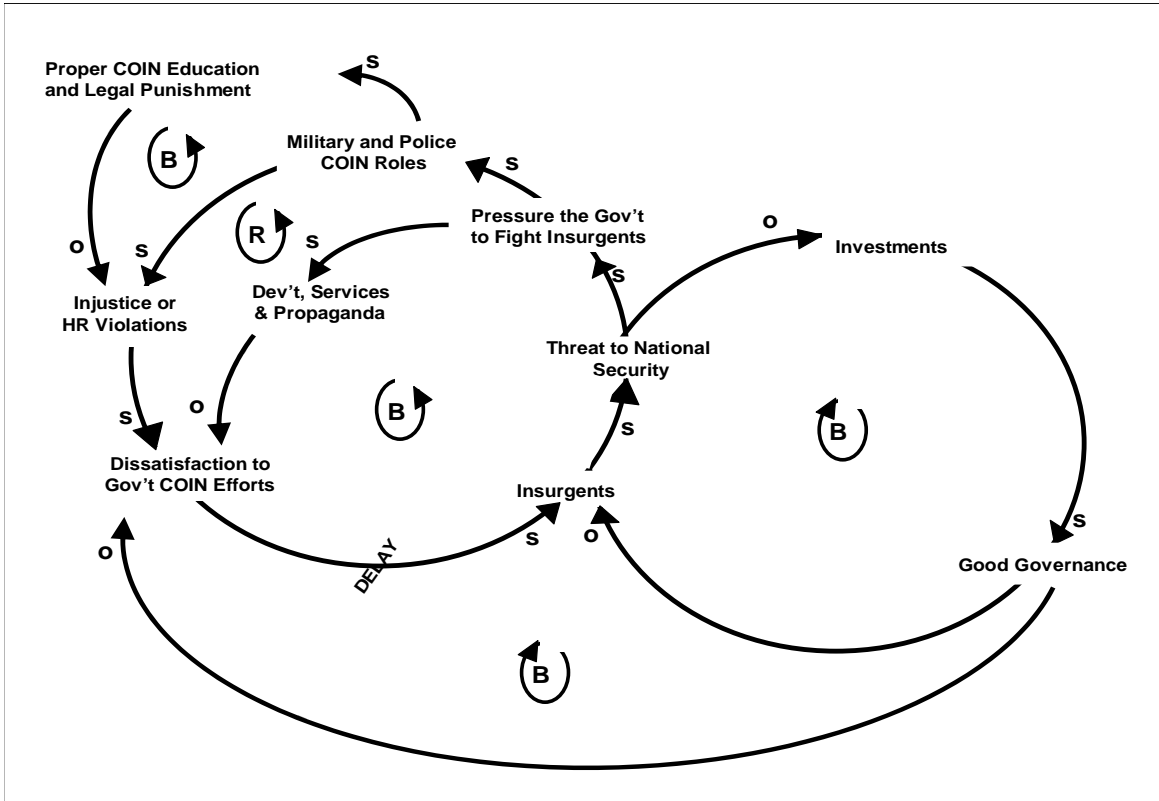 s
Proper COIN Education
and Legal Punishment
B
Military and Police
COIN Roles
s
Pressure the Gov't
to Fight Insurgents
o
Investments
o
s
R
s
s
Injustice or
HR Violations
Dev't, Services
& Propaganda
Threat to National
Security
s
o
B
s
B
Dissatisfaction to
Gov't COIN Efforts
Insurgents
s
o
s
o
DELAY
Good Governance
B